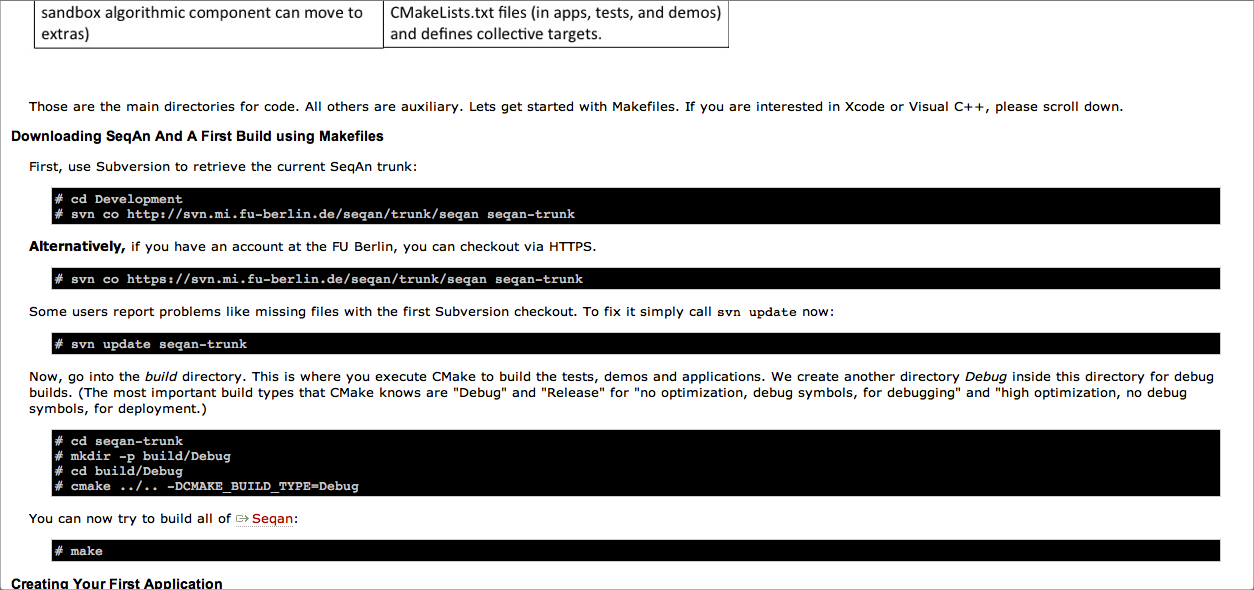 sandbox algorithmic component can move to
extras)
CMakeLists.txt files (in apps, tests, and demos)
and defines collective targets.
Those are the main directories for code. All others are auxiliary. Lets get started with Makefiles. If you are interested in Xcode or Visual C++, please scroll down.
Downloading SeqAn And A First Build using Makefiles
First, use Subversion to retrieve the current SeqAn trunk:
# cd Development
# svn co http://svn.mi.fu-berlin.de/seqan/trunk/seqan seqan-trunk
Alternatively, if you have an account at the FU Berlin, you can checkout via HTTPS.
# svn co https://svn.mi.fu-berlin.de/seqan/trunk/seqan seqan-trunk
Some users report problems like missing files with the first Subversion checkout. To fix it simply call svn update now:
# svn update seqan-trunk
Now, go into the build directory. This is where you execute CMake to build the tests, demos and applications. We create another directory Debug inside this directory for debug
builds. (The most important build types that CMake knows are "Debug" and "Release" for "no optimization, debug symbols, for debugging" and "high optimization, no debug
symbols, for deployment.)
# cd seqan-trunk
# mkdir -p build/Debug
# cd build/Debug
# cmake ../.. -DCMAKE_BUILD_TYPE=Debug
You can now try to build all of Seqan:
# make
Creating Your First Application